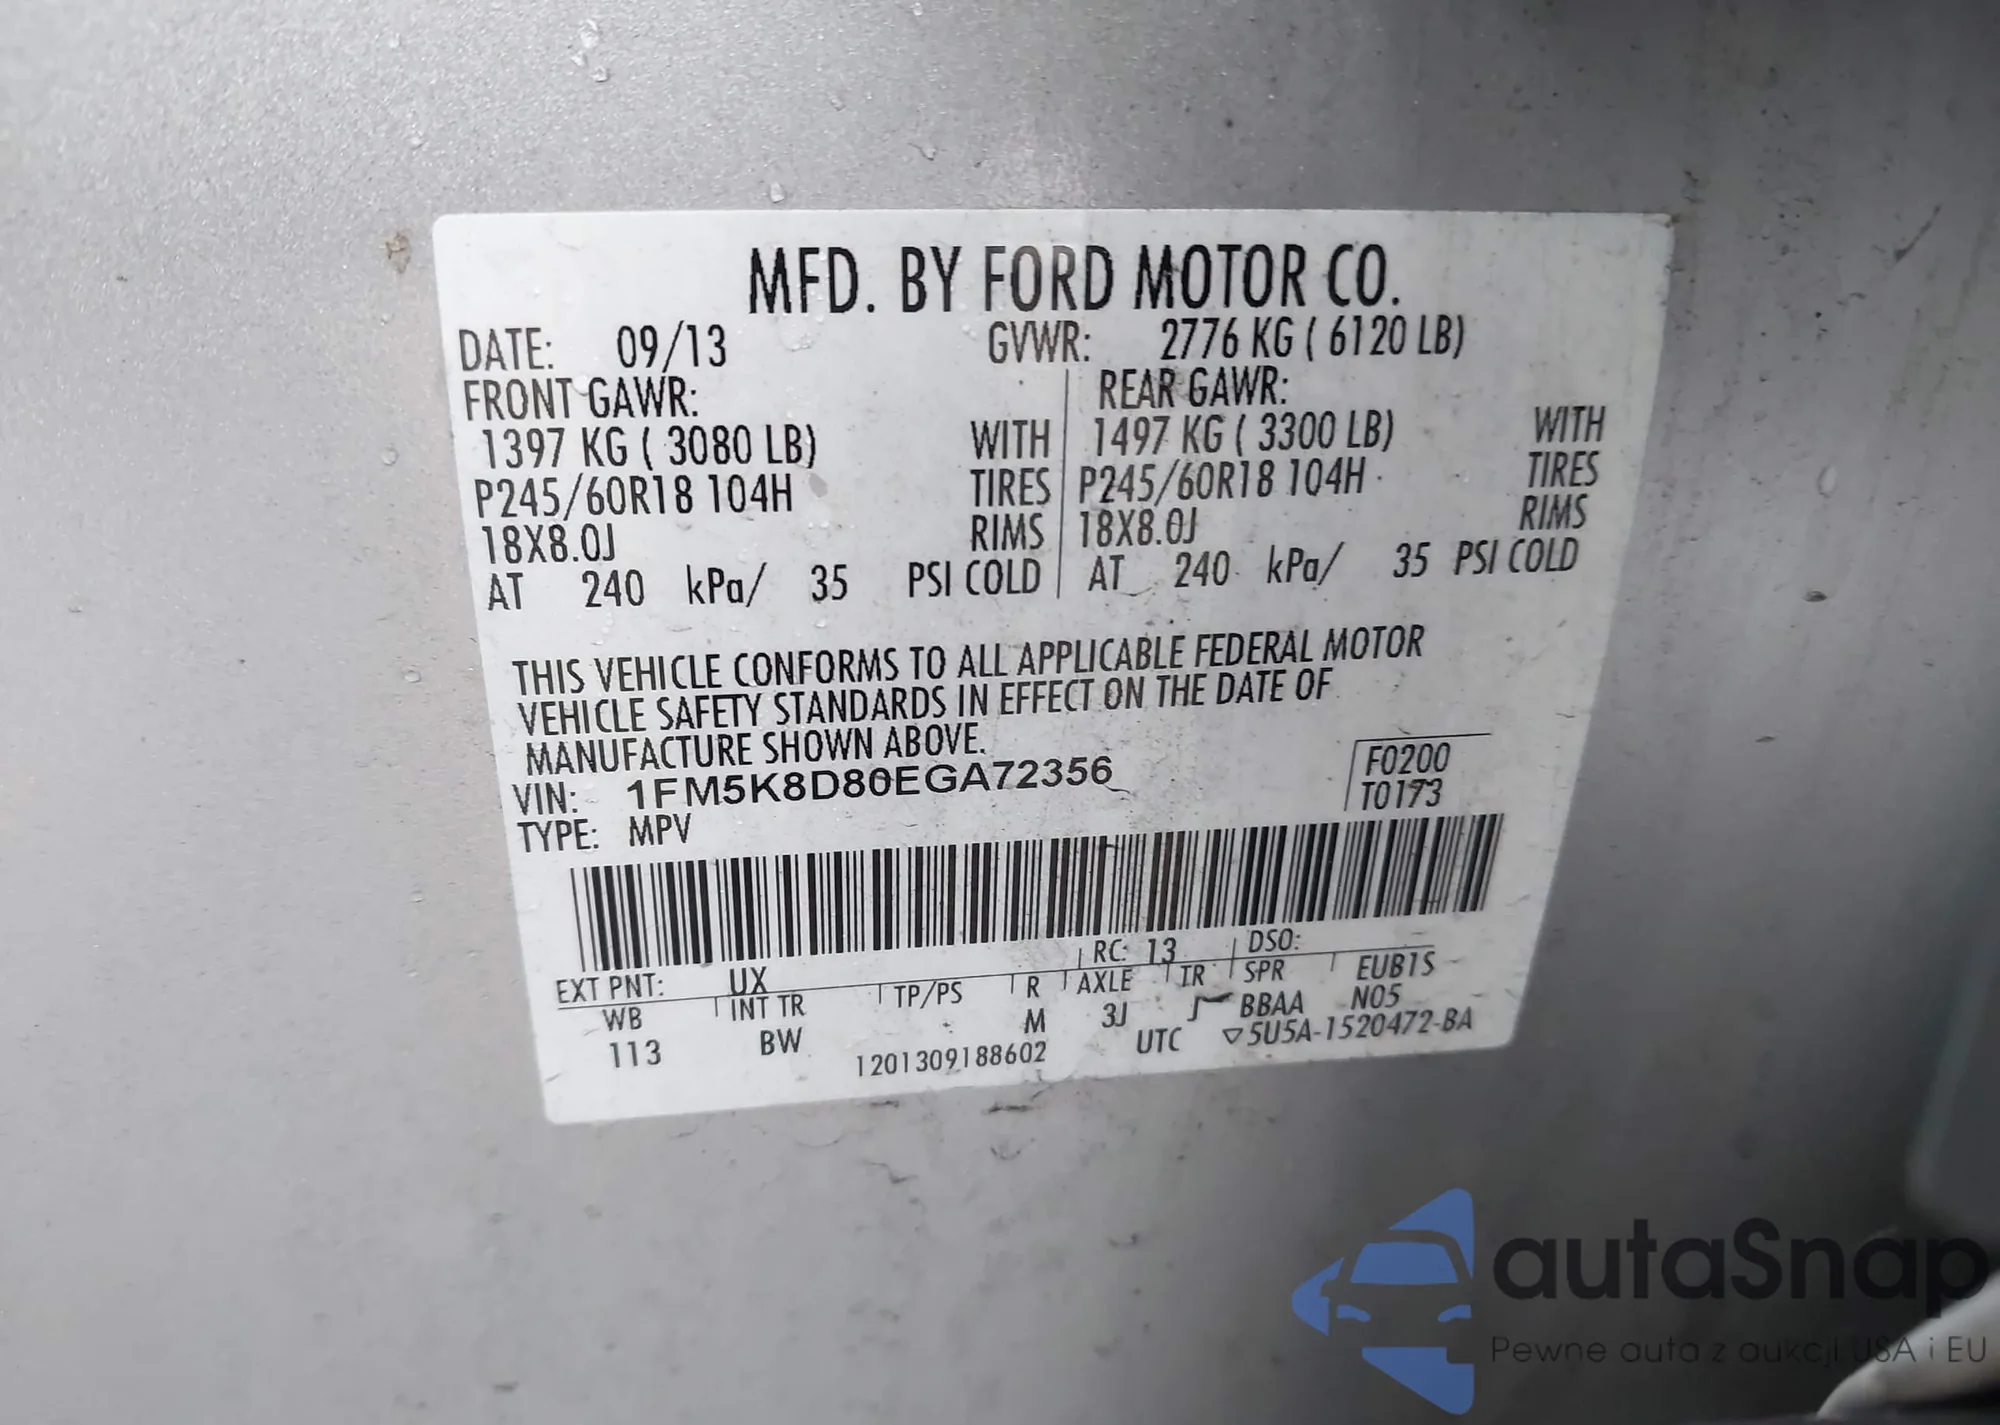 MFD. BY FORD MOTOR CO.
DATE: 09/13 GVWR: 2776 KG ( 6120 LB)
FRONT GAWR: REAR GAWR:
1397 KG ( 3080 LB) WITH 1497 KG ( 3300 LB) WITH
P245/60R18 104H TIRES P245/60R18 104H TIRES
18X8.0J RIMS 18X8.0J RIMS
AT 240 kPa/ 35 PSI COLD AT 240 kPa/ 35 PSI COLD
THIS VEHICLE CONFORMS TO ALL APPLICABLE FEDERAL MOTOR
VEHICLE SAFETY STANDARDS IN EFFECT ON THE DATE OF
MANUFACTURE SHOWN ABOVE.
VIN: 1FM5K8D80EGA72356 F0200
TYPE: MPV T0173
EXT PNT: UX RC: 13 DSO:
WB INT TR TP/PS R AXLE TR SPR EUB1S
113 BW M 3J J BBAA N05
1201309188602 UTC ▽5U5A-1520472-BA
autaSnap
Pewne auta z aukcji USA i EU